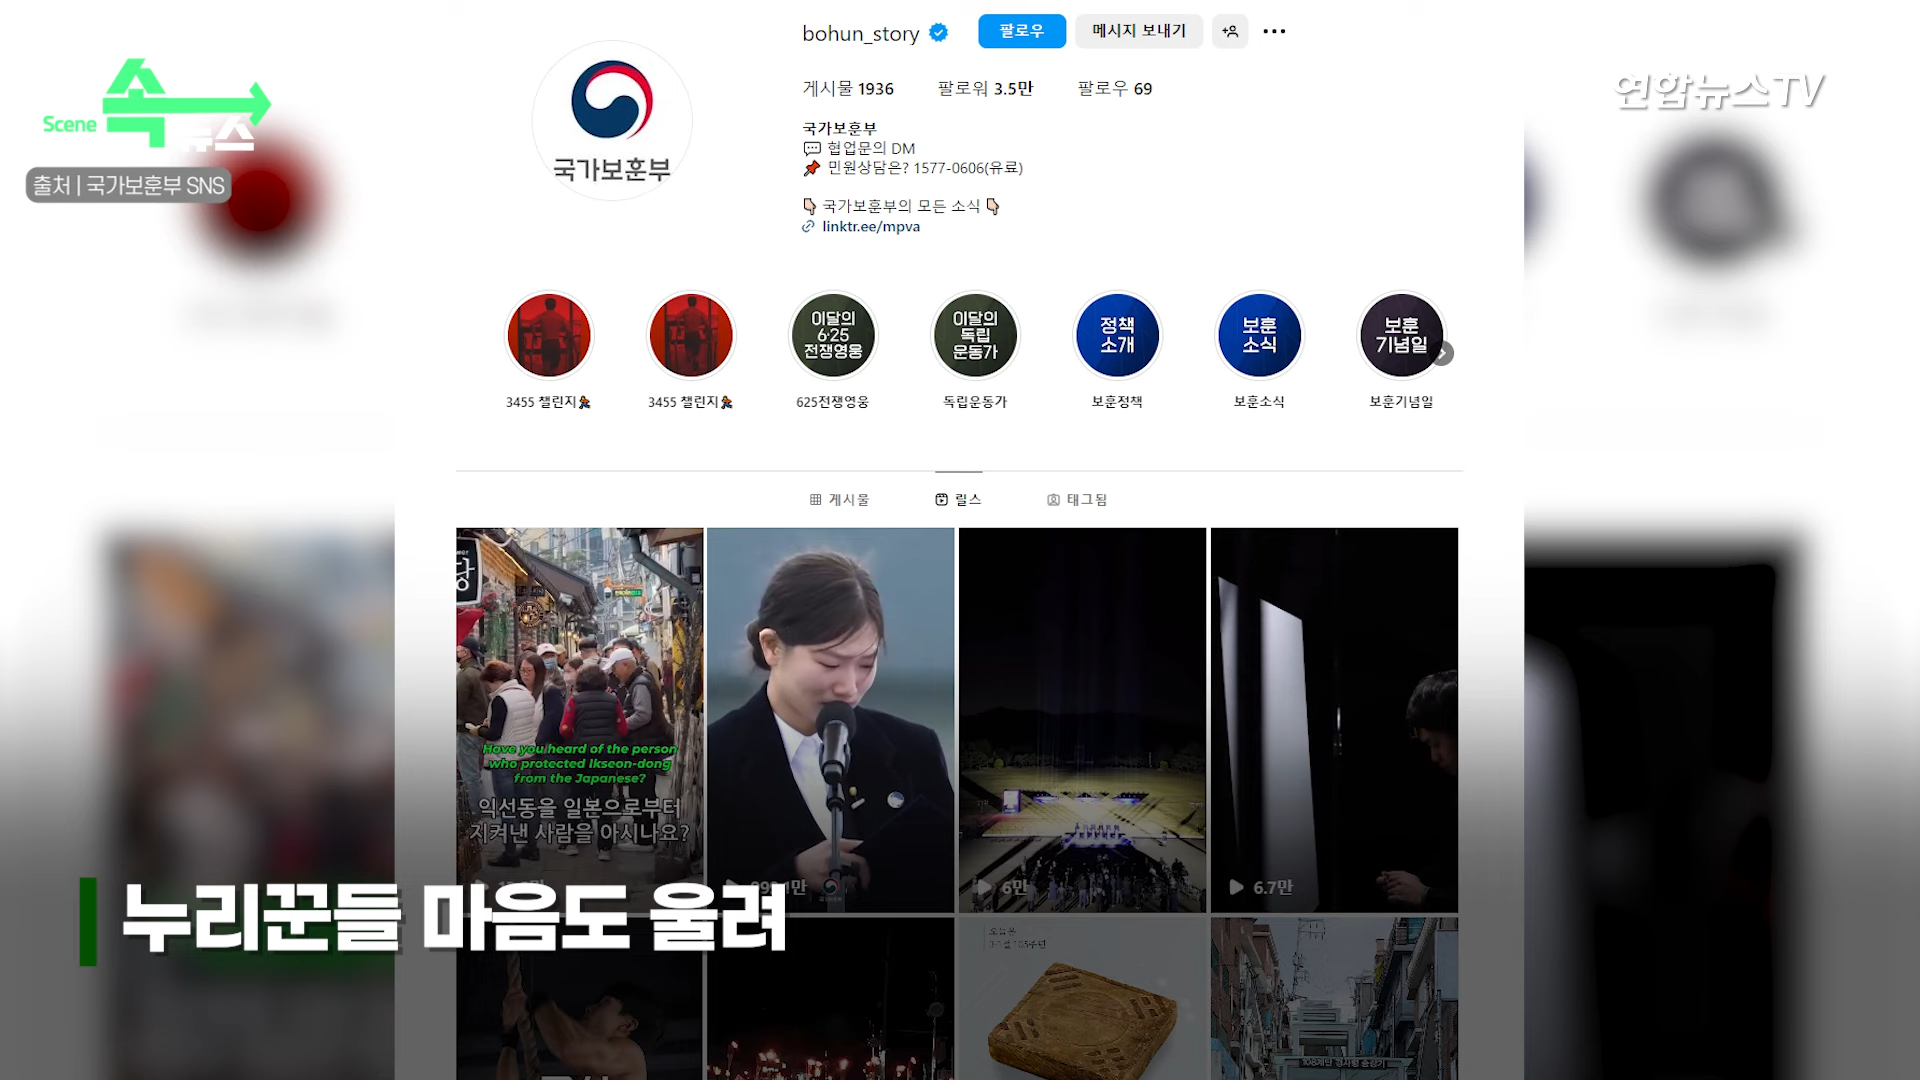 Scene 속
뉴스
출처 | 국가보훈부 SNS
연합뉴스TV
국가보훈부
bohun_story
팔로우
메시지 보내기
게시물 1936
팔로워 3.5만
팔로우 69
국가보훈부
협업문의 DM
민원상담은? 1577-0606(유료)
국가보훈부의 모든 소식
linktr.ee/mpva
이달의
6·25
전쟁영웅
이달의
독립
운동가
정책
소개
보훈
소식
보훈
기념일
3455 챌린지
3455 챌린지
625전쟁영웅
독립운동가
보훈정책
보훈소식
보훈기념일
게시물
릴스
태그됨
당
Have you heard of the person
who protected Ikseon-dong
from the Japanese?
익선동을 일본으로부터
지켜낸 사람을 아시나요?
6만
6.7만
누리꾼들 마음도 울려